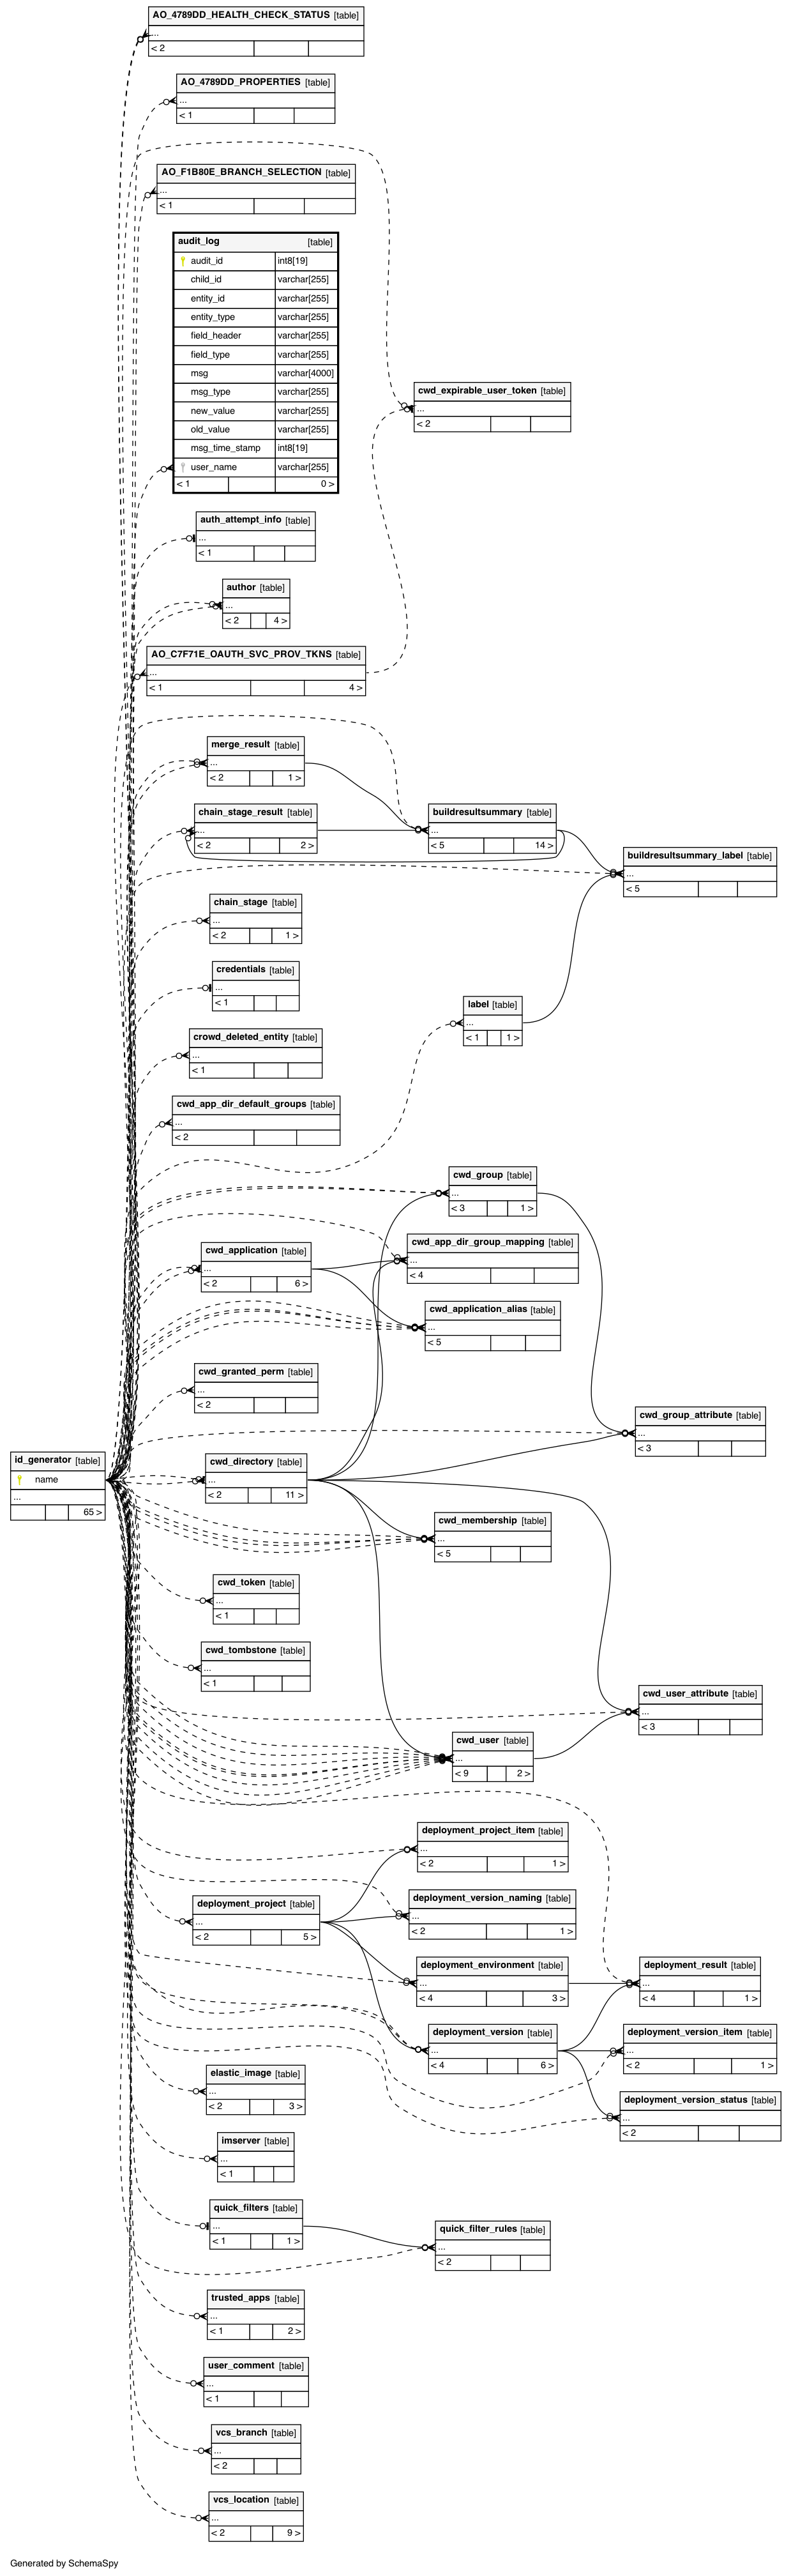 AO_4789DD_HEALTH_CHECK_STATUS [table]
...
< 2
AO_4789DD_PROPERTIES [table]
...
< 1
AO_F1B80E_BRANCH_SELECTION [table]
...
< 1
audit_log [table]
audit_id int8[19]
child_id varchar[255]
entity_id varchar[255]
entity_type varchar[255]
field_header varchar[255]
field_type varchar[255]
msg varchar[4000]
msg_type varchar[255]
new_value varchar[255]
old_value varchar[255]
msg_time_stamp int8[19]
user_name varchar[255]
< 1 0 >
cwd_expirable_user_token [table]
...
< 2
auth_attempt_info [table]
...
< 1
author [table]
...
< 2 4 >
AO_C7F71E_OAUTH_SVC_PROV_TKNS [table]
...
< 1 4 >
merge_result [table]
...
< 2 1 >
chain_stage_result [table]
...
< 2 2 >
buildresultsummary [table]
...
< 5 14 >
buildresultsummary_label [table]
...
< 5
chain_stage [table]
...
< 2 1 >
credentials [table]
...
< 1
label [table]
...
< 1 1 >
crowd_deleted_entity [table]
...
< 1
cwd_app_dir_default_groups [table]
...
< 2
cwd_group [table]
...
< 3 1 >
cwd_app_dir_group_mapping [table]
...
< 4
cwd_application [table]
...
< 2 6 >
cwd_application_alias [table]
...
< 5
cwd_granted_perm [table]
...
< 2
cwd_group_attribute [table]
...
< 3
id_generator [table]
name
...
65 >
cwd_directory [table]
...
< 2 11 >
cwd_membership [table]
...
< 5
cwd_token [table]
...
< 1
cwd_tombstone [table]
...
< 1
cwd_user_attribute [table]
...
< 3
cwd_user [table]
...
< 9 2 >
deployment_project_item [table]
...
< 2 1 >
deployment_project [table]
...
< 2 5 >
deployment_version_naming [table]
...
< 2 1 >
deployment_environment [table]
...
< 4 3 >
deployment_result [table]
...
< 4 1 >
deployment_version [table]
...
< 4 6 >
deployment_version_item [table]
...
< 2 1 >
elastic_image [table]
...
< 2 3 >
deployment_version_status [table]
...
< 2
imserver [table]
...
< 1
quick_filters [table]
...
< 1 1 >
quick_filter_rules [table]
...
< 2
trusted_apps [table]
...
< 1 2 >
user_comment [table]
...
< 1
vcs_branch [table]
...
< 2
vcs_location [table]
...
< 2 9 >
Generated by SchemaSpy